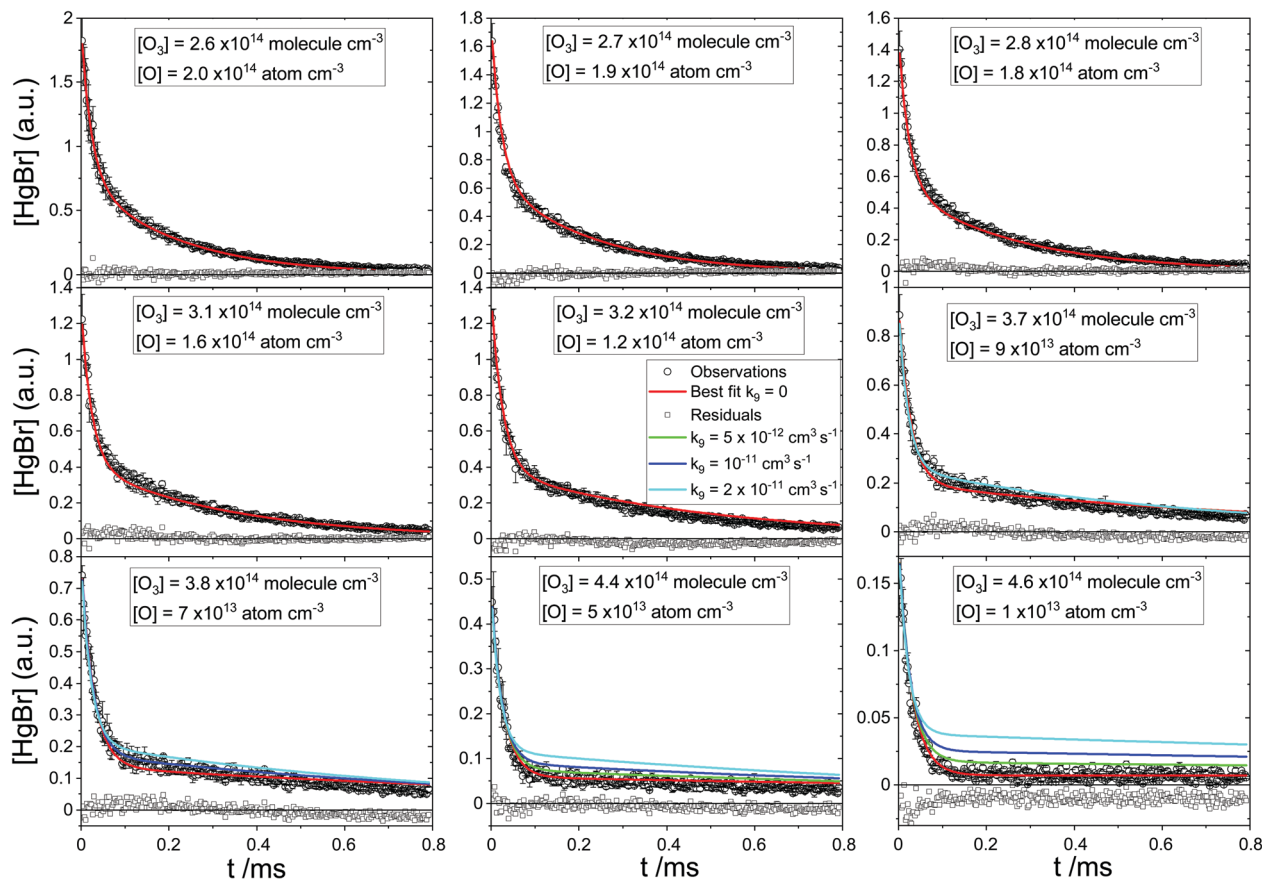 2
1.5
1
0.5
0
[HgBr] (a.u.)
[O3] = 2.6 x10^14 molecule cm^-3
[O] = 2.0 x10^14 atom cm^-3
1.8
1.6
1.4
1.2
1.0
0.8
0.6
0.4
0.2
0
[O3] = 2.7 x10^14 molecule cm^-3
[O] = 1.9 x10^14 atom cm^-3
1.6
1.4
1.2
1.0
0.8
0.6
0.4
0.2
0
[O3] = 2.8 x10^14 molecule cm^-3
[O] = 1.8 x10^14 atom cm^-3
1.4
1.2
1.0
0.8
0.6
0.4
0.2
0
[HgBr] (a.u.)
[O3] = 3.1 x10^14 molecule cm^-3
[O] = 1.6 x10^14 atom cm^-3
1.4
1.2
1.0
0.8
0.6
0.4
0.2
0
[O3] = 3.2 x10^14 molecule cm^-3
[O] = 1.2 x10^14 atom cm^-3
Observations
Best fit k9 = 0
Residuals
k9 = 5 x 10^-12 cm^3 s^-1
k9 = 10^-11 cm^3 s^-1
k9 = 2 x 10^-11 cm^3 s^-1
1
0.8
0.6
0.4
0.2
0
[O3] = 3.7 x10^14 molecule cm^-3
[O] = 9 x10^13 atom cm^-3
0.8
0.7
0.6
0.5
0.4
0.3
0.2
0.1
0
[HgBr] (a.u.)
[O3] = 3.8 x10^14 molecule cm^-3
[O] = 7 x10^13 atom cm^-3
0.0 0.2 0.4 0.6 0.8
t /ms
0.5
0.4
0.3
0.2
0.1
0
[O3] = 4.4 x10^14 molecule cm^-3
[O] = 5 x10^13 atom cm^-3
0.0 0.2 0.4 0.6 0.8
t /ms
0.15
0.1
0.05
0.025
0
[O3] = 4.6 x10^14 molecule cm^-3
[O] = 1 x10^13 atom cm^-3
0.0 0.2 0.4 0.6 0.8
t /ms